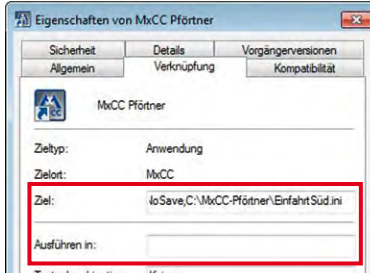 Eigenschaften von MxCC Pförtner
Sicherheit Details Vorgängerversionen
Allgemein Verknüpfung Kompatibilität
MxCC Pförtner
Zieltyp: Anwendung
Zielort: MxCC
Ziel: NoSave,C:\MxCC-Pförtner\EinfahrtSüd.ini
Ausführen in: